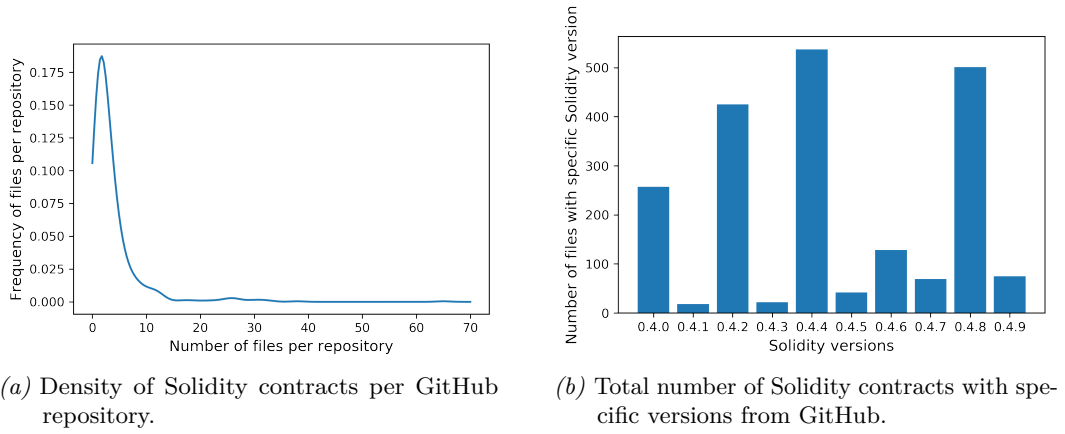 Frequency of files per repository
0.175
0.150
0.125
0.100
0.075
0.050
0.025
0.000
0 10 20 30 40 50 60 70
Number of files per repository
(a) Density of Solidity contracts per GitHub
repository.
Number of files with specific Solidity version
500
400
300
200
100
0
0.4.0 0.4.1 0.4.2 0.4.3 0.4.4 0.4.5 0.4.6 0.4.7 0.4.8 0.4.9
Solidity versions
(b) Total number of Solidity contracts with spe-
cific versions from GitHub.